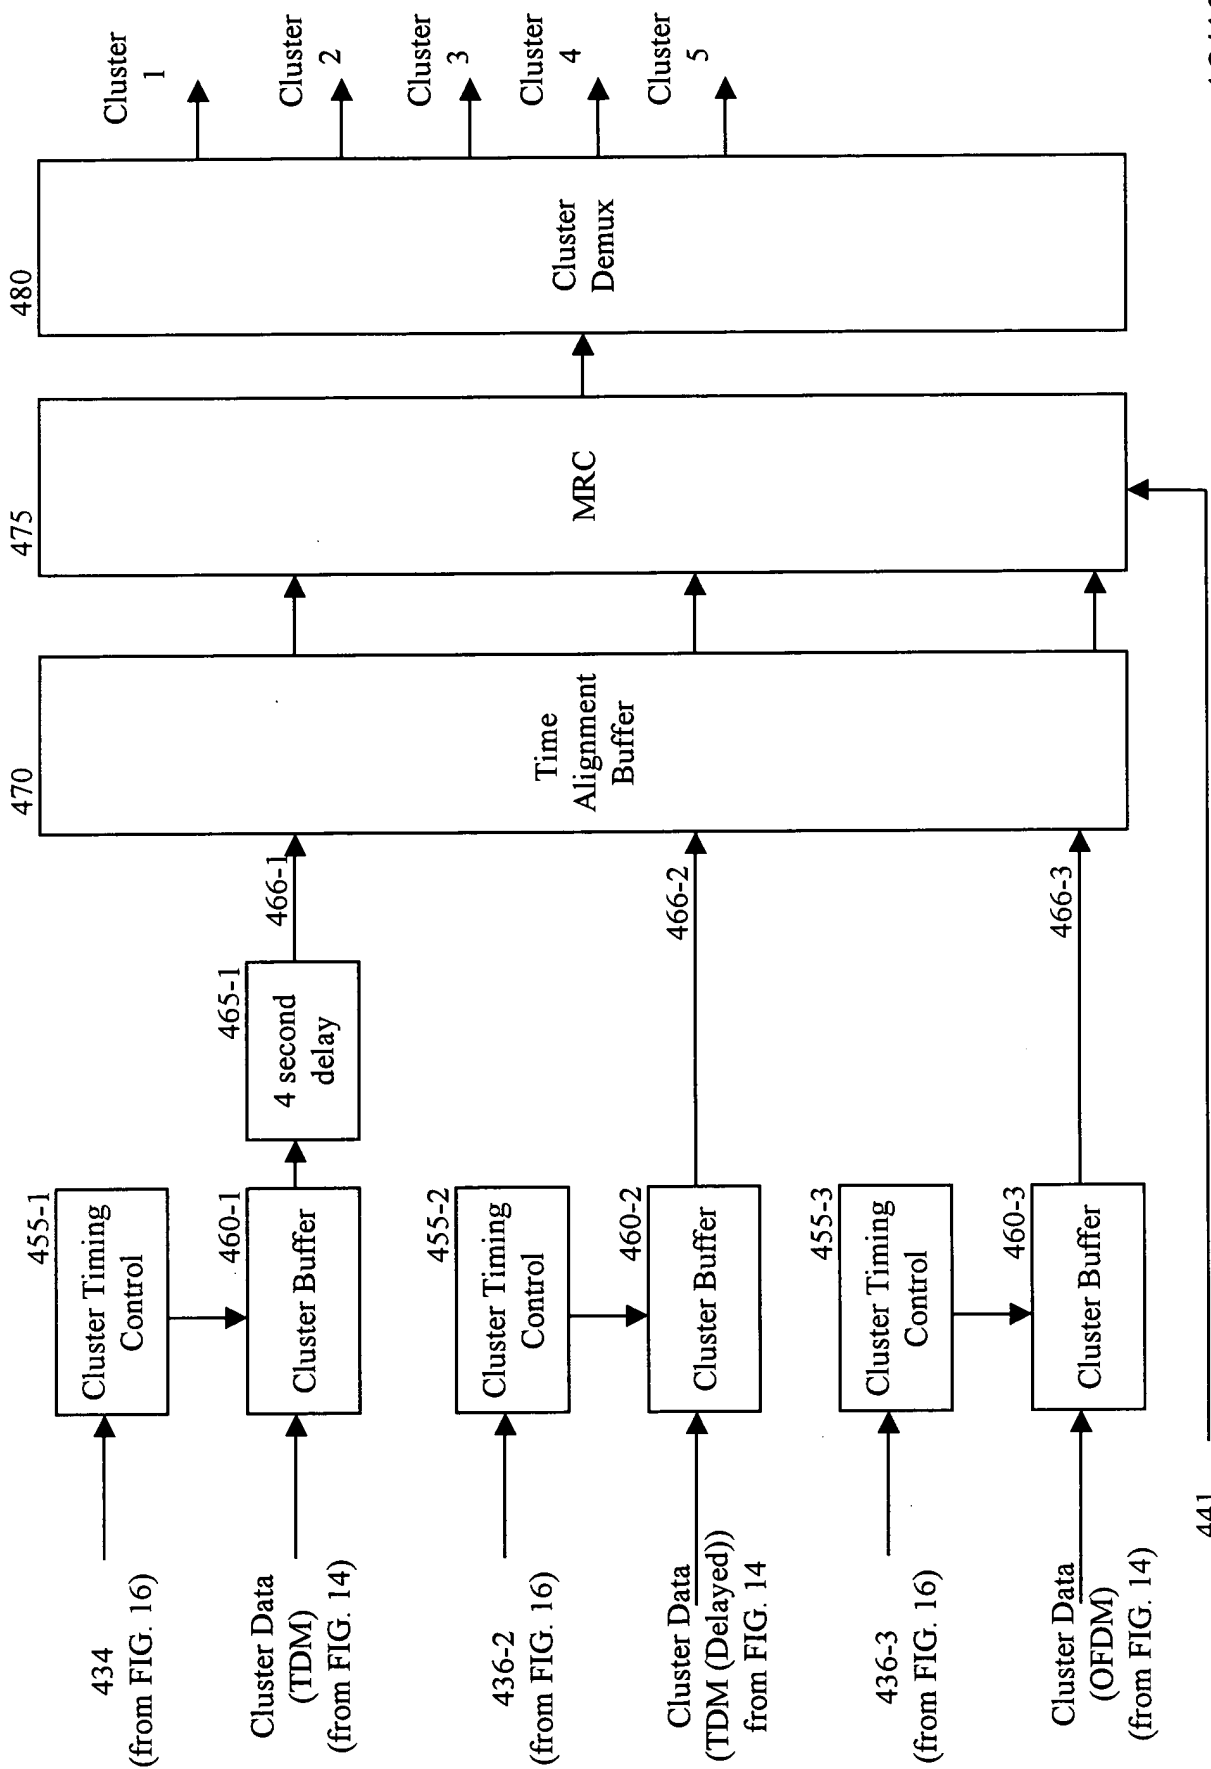 434
(from FIG. 16)
455-1
Cluster Timing
Control
Cluster Data
(TDM)
(from FIG. 14)
460-1
Cluster Buffer
465-1
4 second
delay
466-1
436-2
(from FIG. 16)
455-2
Cluster Timing
Control
Cluster Data
(TDM (Delayed))
from FIG. 14
460-2
Cluster Buffer
466-2
436-3
(from FIG. 16)
455-3
Cluster Timing
Control
Cluster Data
(OFDM)
(from FIG. 14)
460-3
Cluster Buffer
466-3
470
Time
Alignment
Buffer
475
MRC
480
Cluster
Demux
Cluster
1
Cluster
2
Cluster
3
Cluster
4
Cluster
5
441